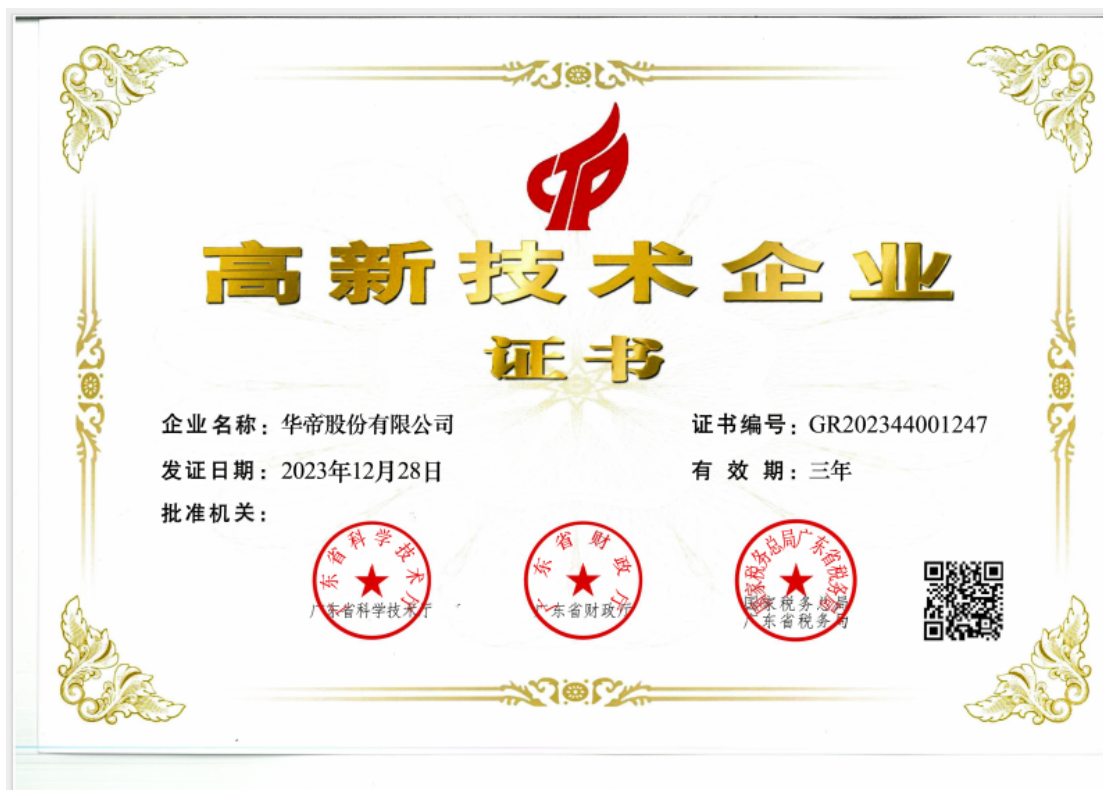 高新技术企业
证书
企业名称：华帝股份有限公司
证书编号：GR202344001247
发证日期：2023年12月28日
有效期：三年
批准机关：
广东省科学技术厅
广东省科学技术厅
广东省财政厅
广东省财政厅
国家税务总局广东省税务局
国家税务总局
广东省税务局